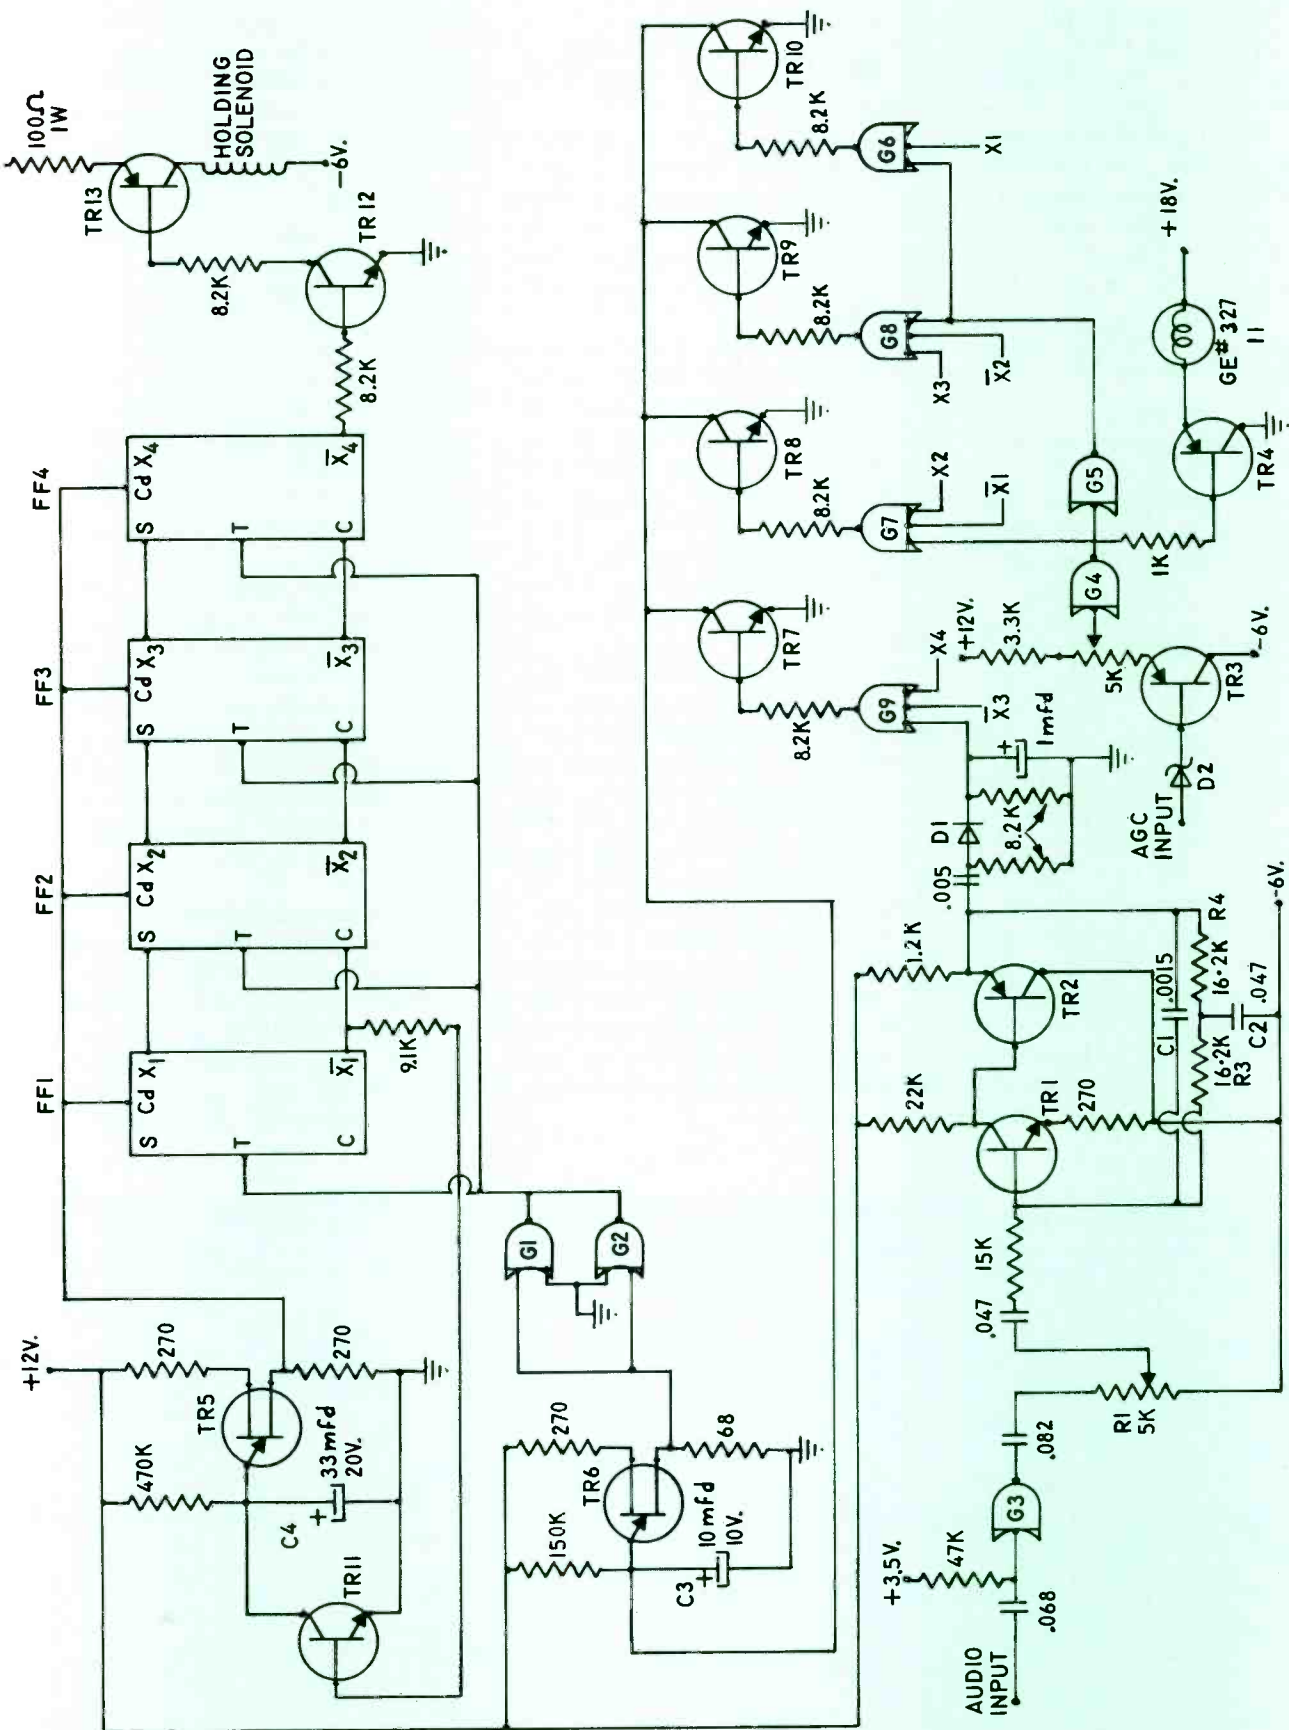 100Ω
1W
HOLDING
SOLENOID
TR13
-6V.
TR12
8.2K
8.2K
FF1
FF2
FF3
FF4
S Cd X1
S Cd X2
S Cd X3
S Cd X4
T
T
T
T
C X̅1
C X̅2
C X̅3
C X̅4
9.1K
+12V.
270
TR5
270
470K
33mfd
20V.
C4
+
TR11
G1
G2
270
TR6
68
150K
10mfd
10V.
C3
+
TR7
TR8
TR9
TR10
8.2K
8.2K
8.2K
8.2K
G9
G7
G8
G6
X4
X̅3
X2
X̅1
X3
X̅2
X1
G4
G5
1K
TR4
GE# 327
11
+18V.
+12V.
3.3K
5K
TR3
-6V.
AGC
INPUT
D2
+
1mfd
D1
8.2K
.005
1.2K
22K
TR2
TR1
270
C1
.0015
16.2K
R4
16.2K
R3
C2
.047
-6V.
15K
.047
R1
5K
.082
G3
+3.5V.
47K
.068
AUDIO
INPUT